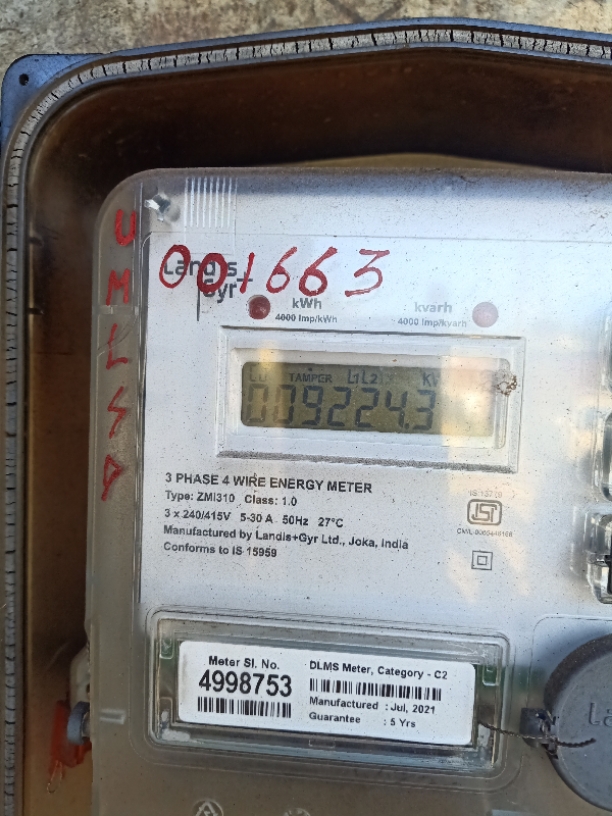 U
M
L
S
D
001663
Landis
Gyr+
kWh
4000 Imp/kWh
kvarh
4000 Imp/kvarh
TAMPER L1L2
009224.3
3 PHASE 4 WIRE ENERGY METER
Type: ZMI310 Class: 1.0
3 x 240/415V 5-30 A 50Hz 27°C
Manufactured by Landis+Gyr Ltd., Joka, India
Conforms to IS 15959
ISI
Meter Sl. No.
4998753
DLMS Meter, Category - C2
Manufactured : Jul, 2021
Guarantee : 5 Yrs